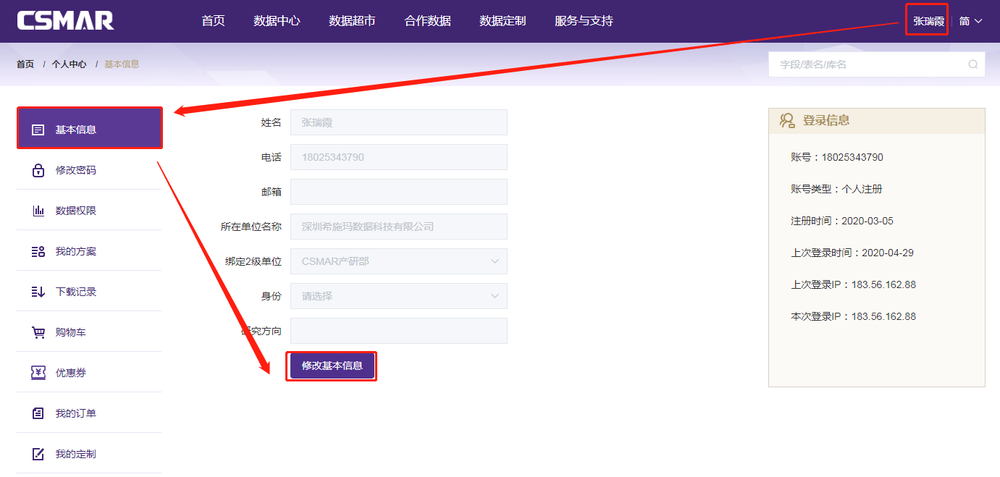 CSMAR 首页 数据中心 数据超市 合作数据 数据定制 服务与支持 张瑞霞 简
首页 / 个人中心 / 基本信息
字段/表名/库名
基本信息
修改密码
数据权限
我的方案
下载记录
购物车
优惠券
我的订单
我的定制
姓名 张瑞霞
电话 18025343790
邮箱
所在单位名称 深圳希施玛数据科技有限公司
绑定2级单位 CSMAR产研部
身份 请选择
研究方向
修改基本信息
登录信息
账号：18025343790
账号类型：个人注册
注册时间：2020-03-05
上次登录时间：2020-04-29
上次登录IP：183.56.162.88
本次登录IP：183.56.162.88